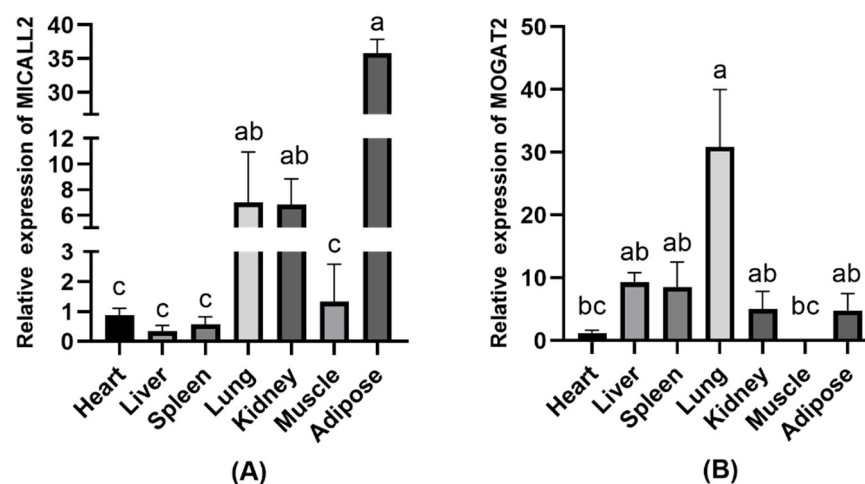 Relative expression of MICALL2
40
35
30
12
10
8
6
3
2
1
0
c
c
c
ab
ab
c
a
Heart
Liver
Spleen
Lung
Kidney
Muscle
Adipose
(A)
Relative expression of MOGAT2
50
40
30
20
10
0
bc
ab
ab
a
ab
bc
ab
Heart
Liver
Spleen
Lung
Kidney
Muscle
Adipose
(B)